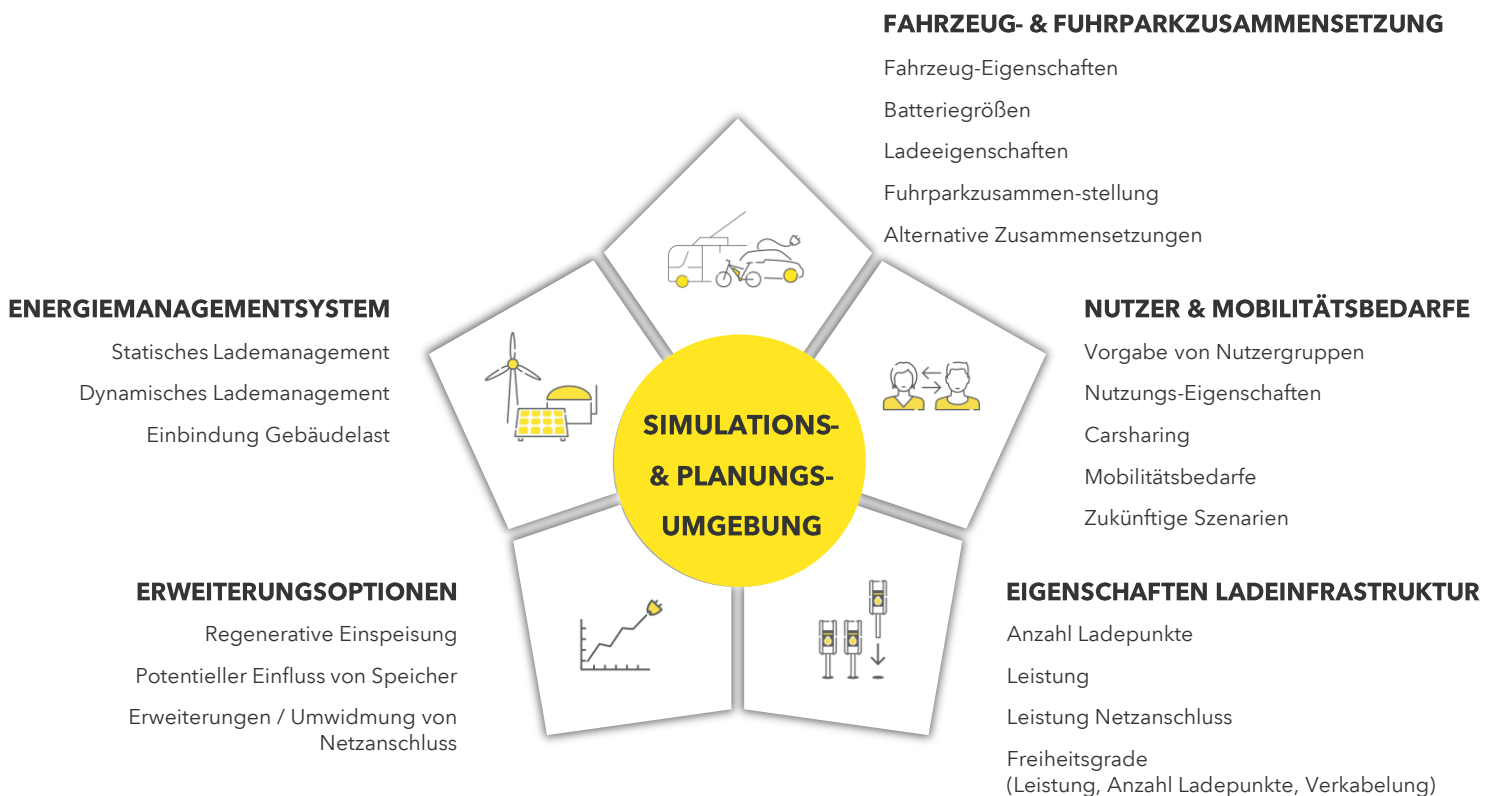 FAHRZEUG- & FUHRPARKZUSAMMENSETZUNG
Fahrzeug-Eigenschaften
Batteriegrößen
Ladeeigenschaften
Fuhrparkzusammen-stellung
Alternative Zusammensetzungen
ENERGIEMANAGEMENTSYSTEM
Statisches Lademanagement
Dynamisches Lademanagement
Einbindung Gebäudelast
NUTZER & MOBILITÄTSBEDARFE
Vorgabe von Nutzergruppen
Nutzungs-Eigenschaften
Carsharing
Mobilitätsbedarfe
Zukünftige Szenarien
SIMULATIONS-
& PLANUNGS-
UMGEBUNG
ERWEITERUNGSOPTIONEN
Regenerative Einspeisung
Potentieller Einfluss von Speicher
Erweiterungen / Umwidmung von
Netzanschluss
EIGENSCHAFTEN LADEINFRASTRUKTUR
Anzahl Ladepunkte
Leistung
Leistung Netzanschluss
Freiheitsgrade
(Leistung, Anzahl Ladepunkte, Verkabelung)